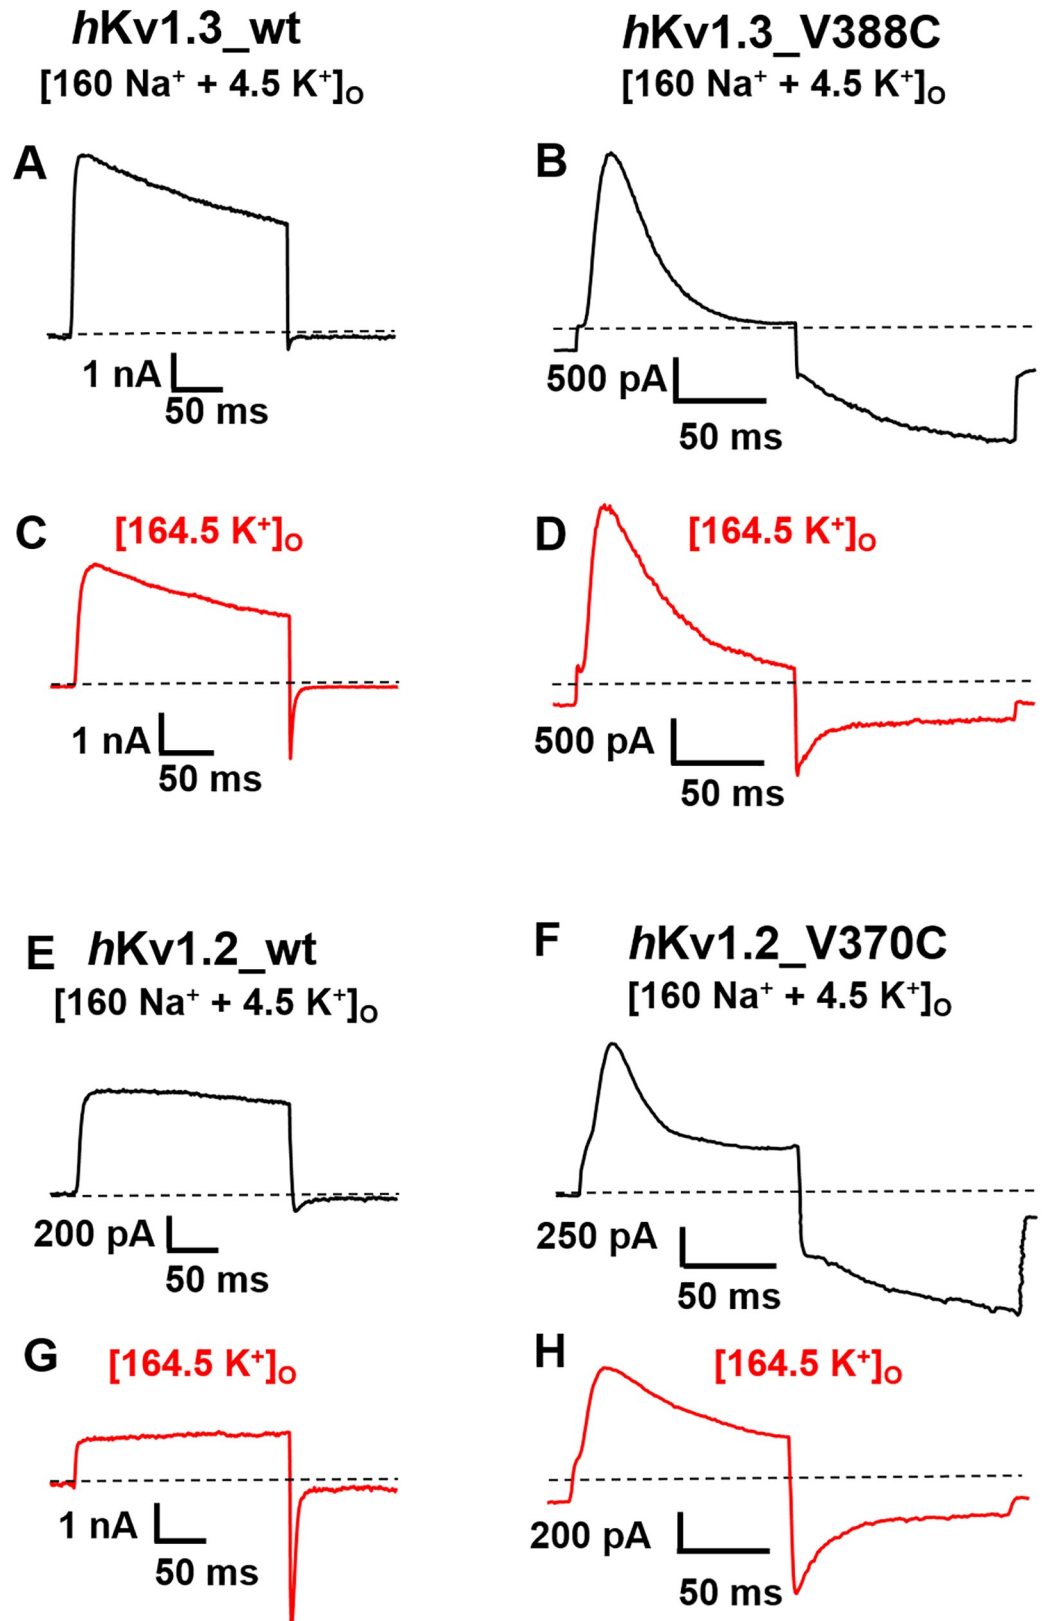 hKv1.3_wt
[160 Na⁺ + 4.5 K⁺]ₒ
hKv1.3_V388C
[160 Na⁺ + 4.5 K⁺]ₒ
A
1 nA
50 ms
B
500 pA
50 ms
C
[164.5 K⁺]ₒ
1 nA
50 ms
D
[164.5 K⁺]ₒ
500 pA
50 ms
E hKv1.2_wt
[160 Na⁺ + 4.5 K⁺]ₒ
200 pA
50 ms
F hKv1.2_V370C
[160 Na⁺ + 4.5 K⁺]ₒ
250 pA
50 ms
G
[164.5 K⁺]ₒ
1 nA
50 ms
H
[164.5 K⁺]ₒ
200 pA
50 ms